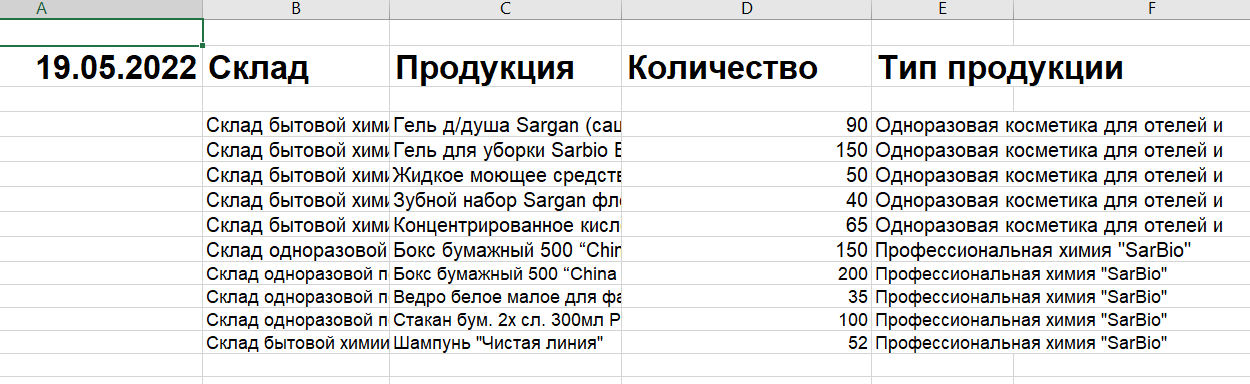 A B C D E F
19.05.2022 Склад Продукция Количество Тип продукции
Склад бытовой хими Гель д/душа Sargan (саш 90 Одноразовая косметика для отелей и
Склад бытовой хими Гель для уборки Sarbio В 150 Одноразовая косметика для отелей и
Склад бытовой хими Жидкое моющее средств 50 Одноразовая косметика для отелей и
Склад бытовой хими Зубной набор Sargan фло 40 Одноразовая косметика для отелей и
Склад бытовой хими Концентрированное кисл 65 Одноразовая косметика для отелей и
Склад одноразовой Бокс бумажный 500 “Chin 150 Профессиональная химия "SarBio"
Склад одноразовой п Бокс бумажный 500 “China 200 Профессиональная химия "SarBio"
Склад одноразовой п Ведро белое малое для фа 35 Профессиональная химия "SarBio"
Склад одноразовой п Стакан бум. 2х сл. 300мл Р 100 Профессиональная химия "SarBio"
Склад бытовой химии Шампунь "Чистая линия" 52 Профессиональная химия "SarBio"